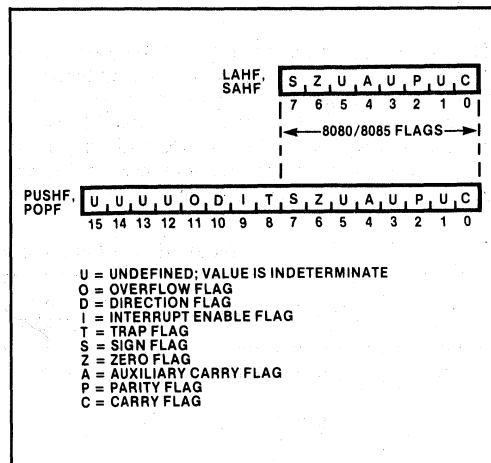 LAHF,
SAHF
S Z U A U P U C
7 6 5 4 3 2 1 0
8080/8085 FLAGS
PUSHF,
POPF
U U U U O D I T S Z U A U P U C
15 14 13 12 11 10 9 8 7 6 5 4 3 2 1 0
U = UNDEFINED; VALUE IS INDETERMINATE
O = OVERFLOW FLAG
D = DIRECTION FLAG
I = INTERRUPT ENABLE FLAG
T = TRAP FLAG
S = SIGN FLAG
Z = ZERO FLAG
A = AUXILIARY CARRY FLAG
P = PARITY FLAG
C = CARRY FLAG